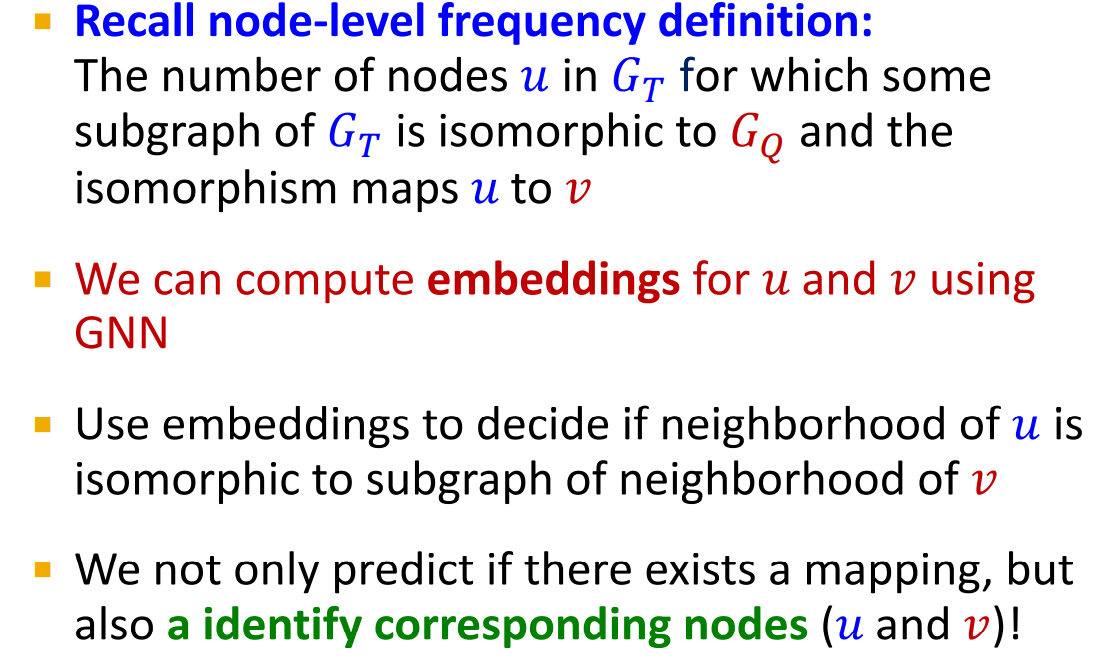 ▪ Recall node-level frequency definition:
The number of nodes u in G_T for which some
subgraph of G_T is isomorphic to G_Q and the
isomorphism maps u to v
▪ We can compute embeddings for u and v using
GNN
▪ Use embeddings to decide if neighborhood of u is
isomorphic to subgraph of neighborhood of v
▪ We not only predict if there exists a mapping, but
also a identify corresponding nodes (u and v)!